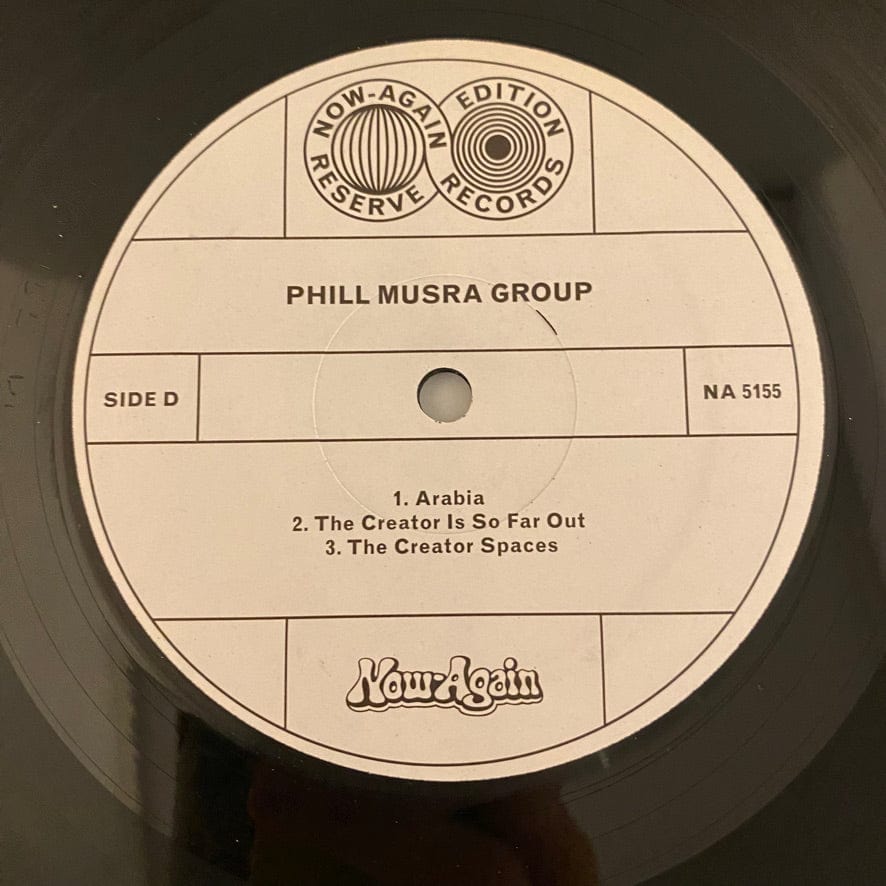 NOW-AGAIN
RESERVE
EDITION
RECORDS
PHILL MUSRA GROUP
SIDE D
NA 5155
1. Arabia
2. The Creator Is So Far Out
3. The Creator Spaces
Now-Again